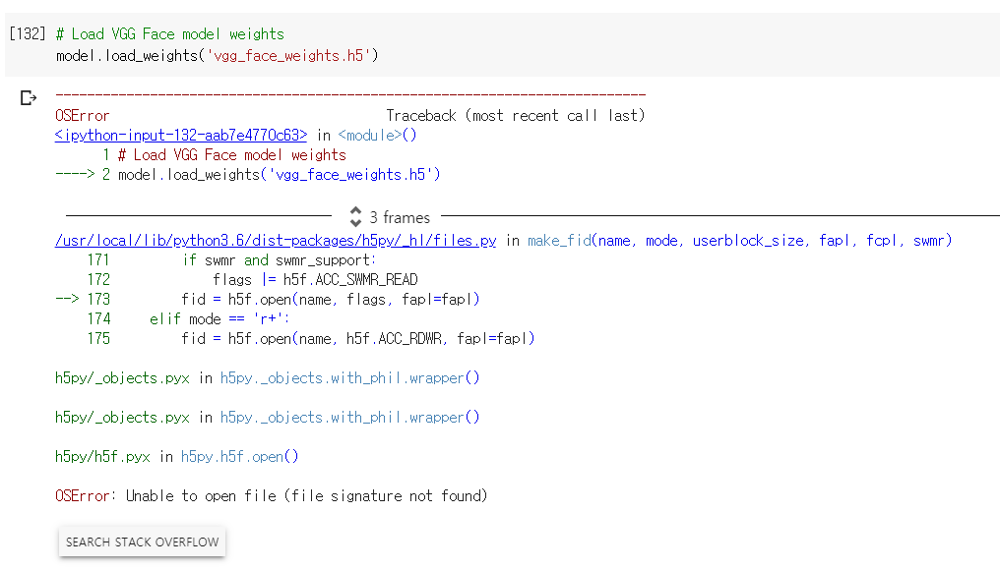 [132] # Load VGG Face model weights
model.load_weights('vgg_face_weights.h5')
---------------------------------------------------------------------------
OSError                                   Traceback (most recent call last)
<ipython-input-132-aab7e4770c63> in <module>()
      1 # Load VGG Face model weights
----> 2 model.load_weights('vgg_face_weights.h5')
3 frames
/usr/local/lib/python3.6/dist-packages/h5py/_hl/files.py in make_fid(name, mode, userblock_size, fapl, fcpl, swmr)
    171         if swmr and swmr_support:
    172             flags |= h5f.ACC_SWMR_READ
--> 173         fid = h5f.open(name, flags, fapl=fapl)
    174     elif mode == 'r+':
    175         fid = h5f.open(name, h5f.ACC_RDWR, fapl=fapl)
h5py/_objects.pyx in h5py._objects.with_phil.wrapper()
h5py/_objects.pyx in h5py._objects.with_phil.wrapper()
h5py/h5f.pyx in h5py.h5f.open()
OSError: Unable to open file (file signature not found)
SEARCH STACK OVERFLOW